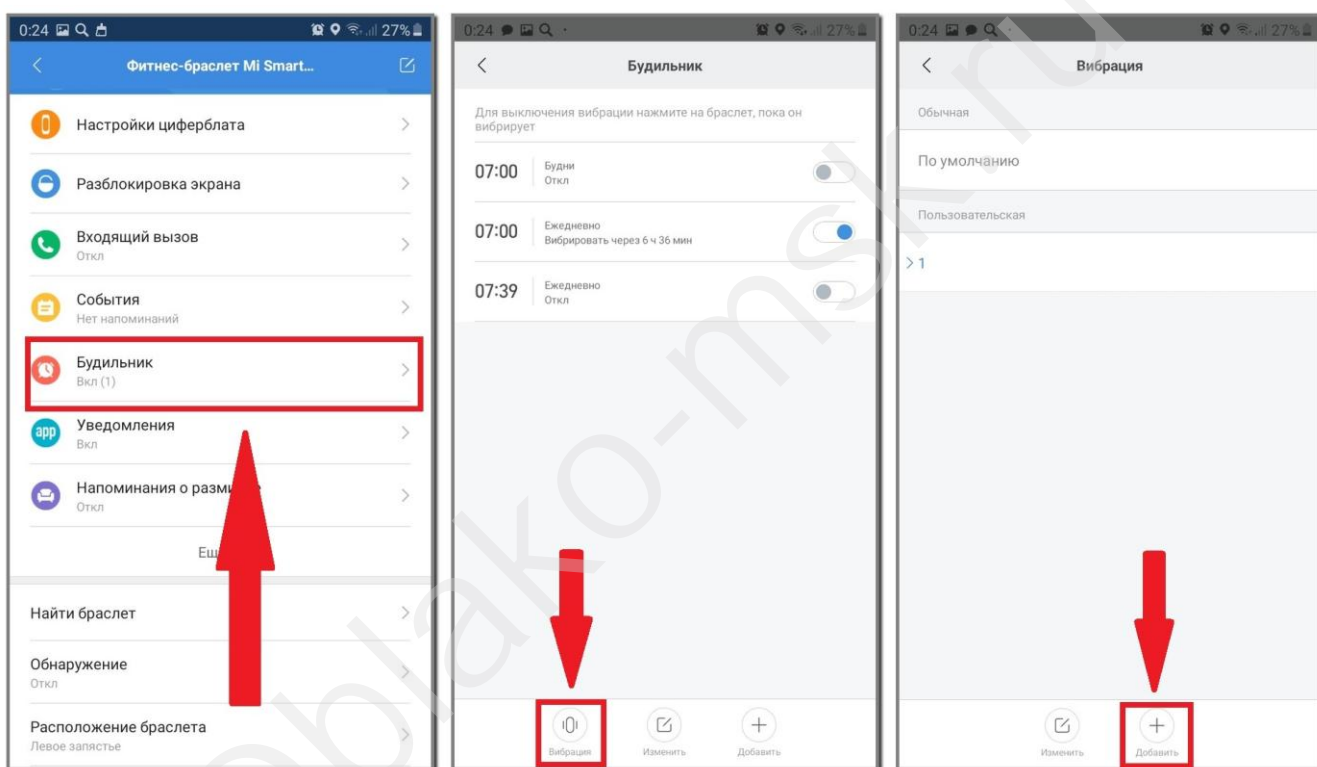 0:24
27%
Фитнес-браслет Mi Smart...
Настройки циферблата
Разблокировка экрана
Входящий вызов
Откл
События
Нет напоминаний
Будильник
Вкл (1)
app
Уведомления
Вкл
Напоминания о
Откл
Найти браслет
Обнаружение
Откл
Расположение браслета
Левое запястье
0:24
27%
Будильник
Для выключения вибрации нажмите на браслет, пока он
вибрирует
07:00
Будни
Откл
07:00
Ежедневно
Вибрировать через 6 ч 36 мин
07:39
Ежедневно
Откл
Вибрация
Изменить
Добавить
0:24
27%
Вибрация
Обычная
По умолчанию
Пользовательская
> 1
Изменить
Добавить
oblako-msk.ru